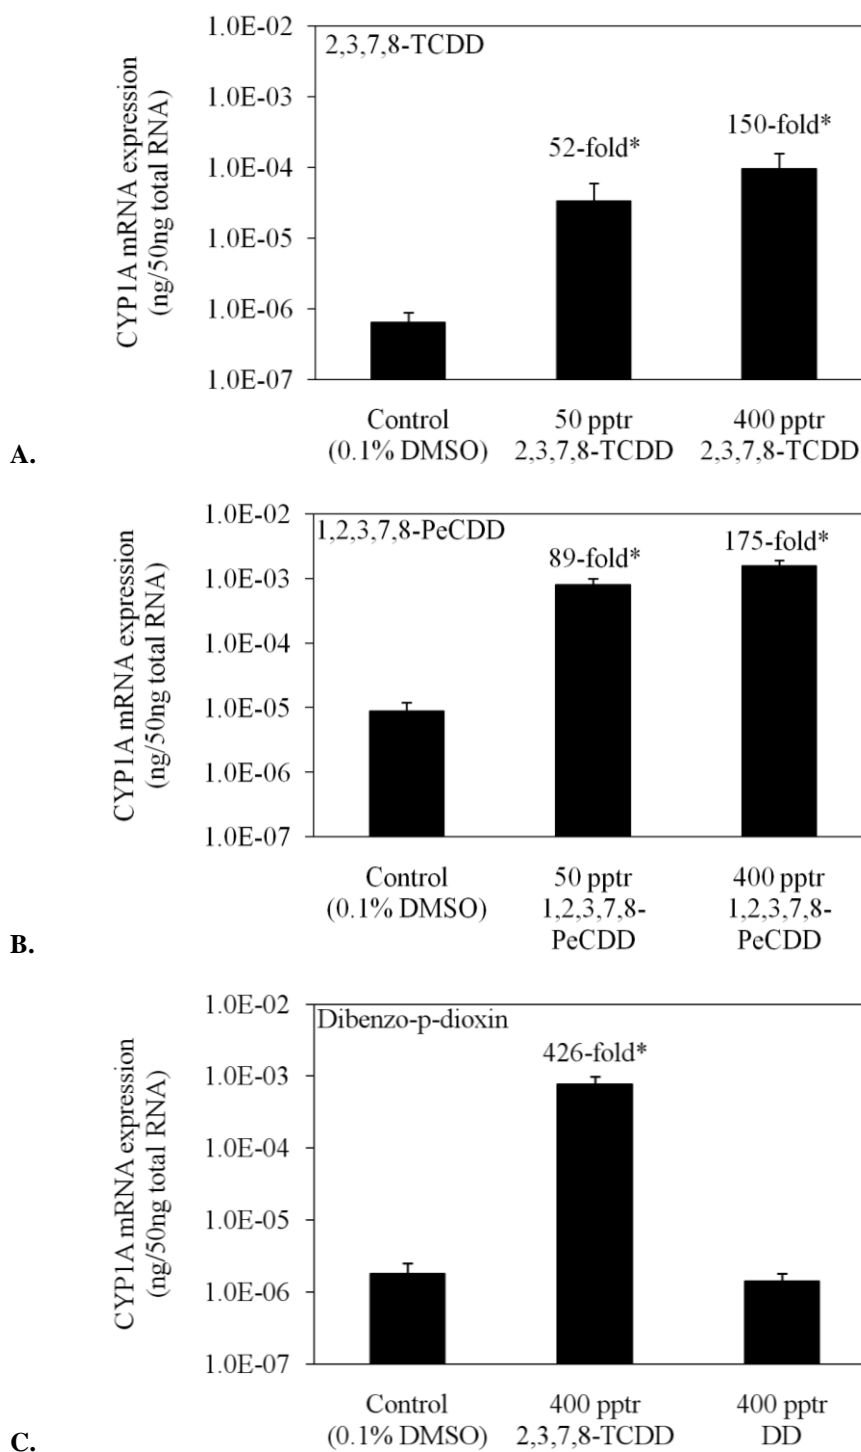 1.0E-02
2,3,7,8-TCDD
1.0E-03
150-fold*
52-fold*
1.0E-04
1.0E-05
1.0E-06
1.0E-07
CYP1A mRNA expression
(ng/50ng total RNA)
Control 50 pptr 400 pptr
(0.1% DMSO) 2,3,7,8-TCDD 2,3,7,8-TCDD
A.
1.0E-02
1,2,3,7,8-PeCDD
89-fold* 175-fold*
1.0E-03
1.0E-04
1.0E-05
1.0E-06
1.0E-07
CYP1A mRNA expression
(ng/50ng total RNA)
Control 50 pptr 400 pptr
(0.1% DMSO) 1,2,3,7,8- 1,2,3,7,8-
PeCDD PeCDD
B.
1.0E-02
Dibenzo-p-dioxin
426-fold*
1.0E-03
1.0E-04
1.0E-05
1.0E-06
1.0E-07
CYP1A mRNA expression
(ng/50ng total RNA)
Control 400 pptr 400 pptr
(0.1% DMSO) 2,3,7,8-TCDD DD
C.